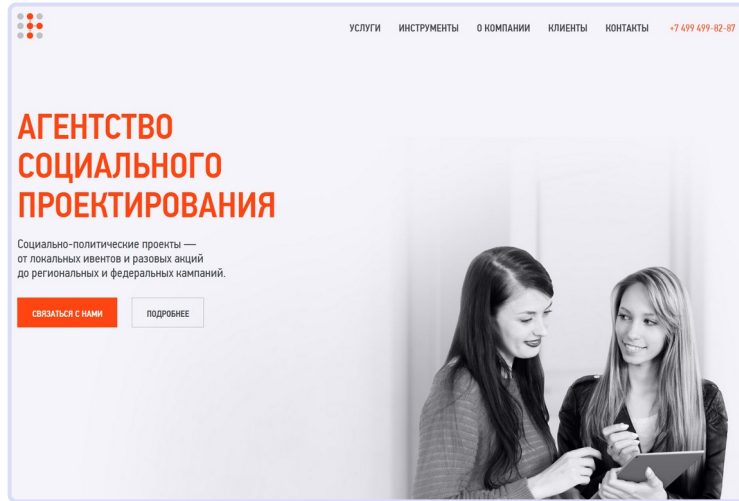 УСЛУГИ ИНСТРУМЕНТЫ О КОМПАНИИ КЛИЕНТЫ КОНТАКТЫ +7 499 499-82-87
АГЕНТСТВО
СОЦИАЛЬНОГО
ПРОЕКТИРОВАНИЯ
Социально-политические проекты —
от локальных ивентов и разовых акций
до региональных и федеральных кампаний.
СВЯЗАТЬСЯ С НАМИ ПОДРОБНЕЕ